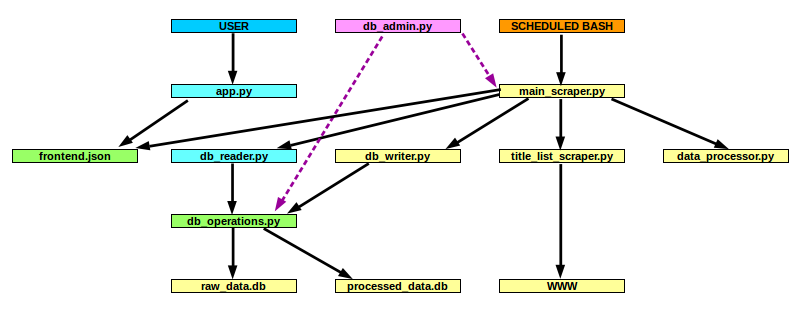 USER
db_admin.py
SCHEDULED BASH
app.py
main_scraper.py
frontend.json
db_reader.py
db_writer.py
title_list_scraper.py
data_processor.py
db_operations.py
raw_data.db
processed_data.db
WWW